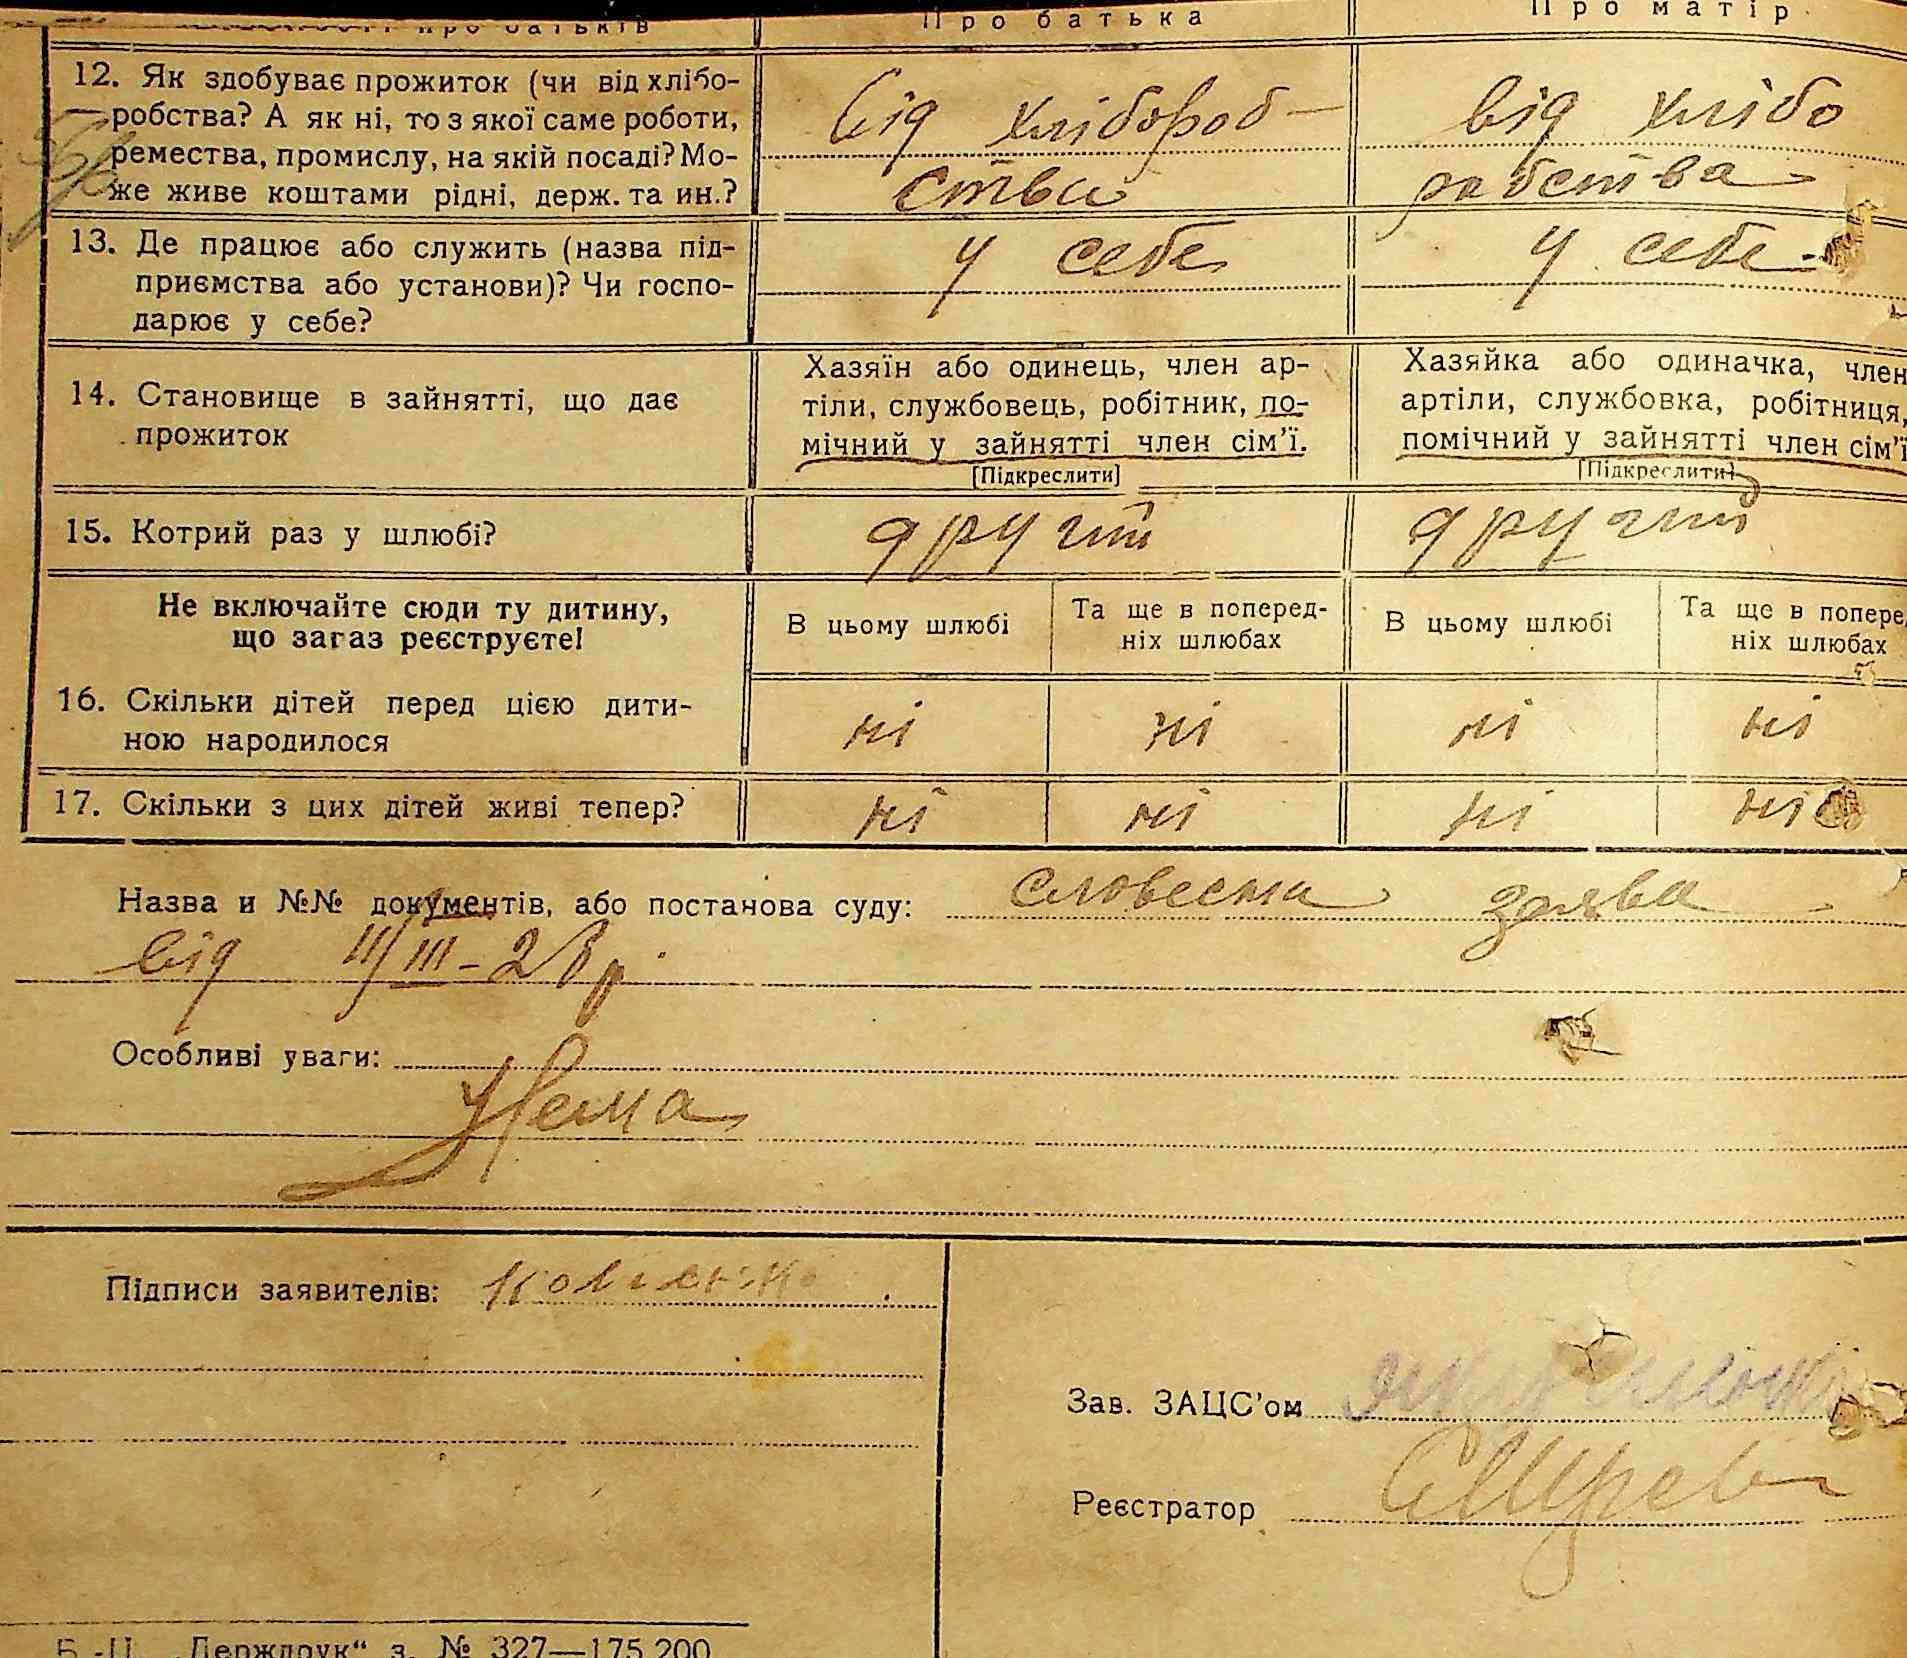 про батьків Про батька Про матір
12. Як здобуває прожиток (чи від хлібо-
робства? А як ні, то з якої саме роботи,
ремества, промислу, на якій посаді? Мо-
же живе коштами рідні, держ. та ин.?
від хлібороб-
ства
від хлібо
робства
13. Де працює або служить (назва під-
приємства або установи)? Чи госпо-
дарює у себе?
у себе
у себе
14. Становище в зайнятті, що дає
прожиток
Хазяїн або одинець, член ар-
тіли, службовець, робітник, по-
мічний у зайнятті член сім'ї.
[Підкреслити]
Хазяйка або одиначка, член
артіли, службовка, робітниця,
помічний у зайнятті член сім'ї
[Підкреслити]
15. Котрий раз у шлюбі?
другий
другий
Не включайте сюди ту дитину,
що загаз реєструєте!
В цьому шлюбі
Та ще в поперед-
ніх шлюбах
В цьому шлюбі
Та ще в попере
ніх шлюбах
16. Скільки дітей перед цією дити-
ною народилося
ні ні ні ні
17. Скільки з цих дітей живі тепер?
ні ні ні ні
Назва и №№ документів, або постанова суду: словесна заява
від 11/III-28р.
Особливі уваги:
Нема
Підписи заявителів:
Зав. ЗАЦС'ом
Реєстратор
Б.-Ц. „Держдрук“ з. № 327—175.200